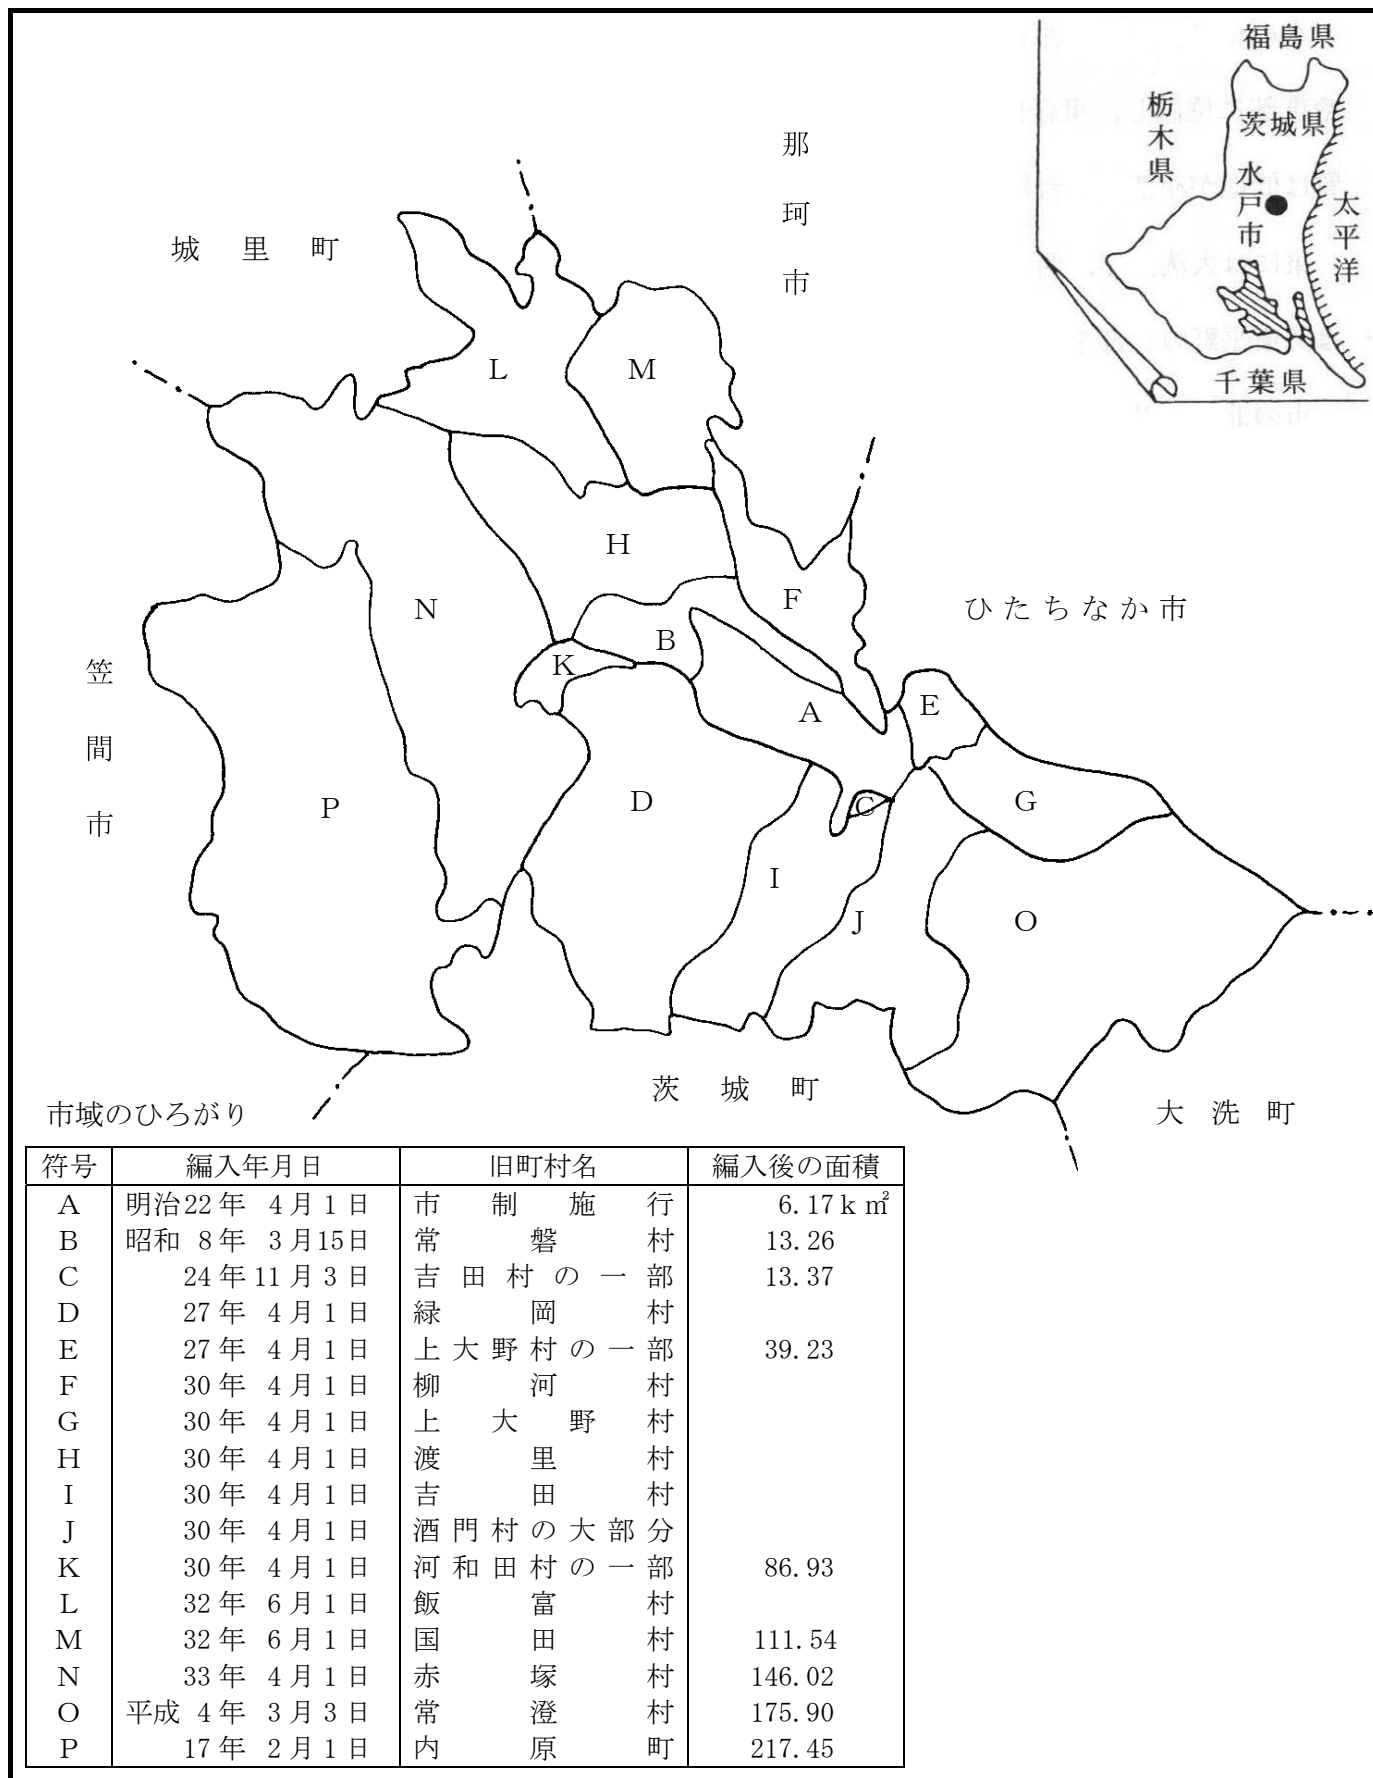 福島県
栃木県
茨城県
水戸市
太平洋
千葉県
那珂市
城里町
L
M
H
F
N
B
ひたちなか市
K
笠間市
A
E
P
D
C
G
I
J
O
茨城町
大洗町
市域のひろがり
符号 編入年月日 旧町村名 編入後の面積
A 明治22年 4月1日 市制施行 6.17k㎡
B 昭和 8年 3月15日 常磐村 13.26
C 24年11月3日 吉田村の一部 13.37
D 27年 4月1日 緑岡村
E 27年 4月1日 上大野村の一部 39.23
F 30年 4月1日 柳河村
G 30年 4月1日 上大野村
H 30年 4月1日 渡里村
I 30年 4月1日 吉田村
J 30年 4月1日 酒門村の大部分
K 30年 4月1日 河和田村の一部 86.93
L 32年 6月1日 飯富村
M 32年 6月1日 国田村 111.54
N 33年 4月1日 赤塚村 146.02
O 平成 4年 3月3日 常澄村 175.90
P 17年 2月1日 内原町 217.45